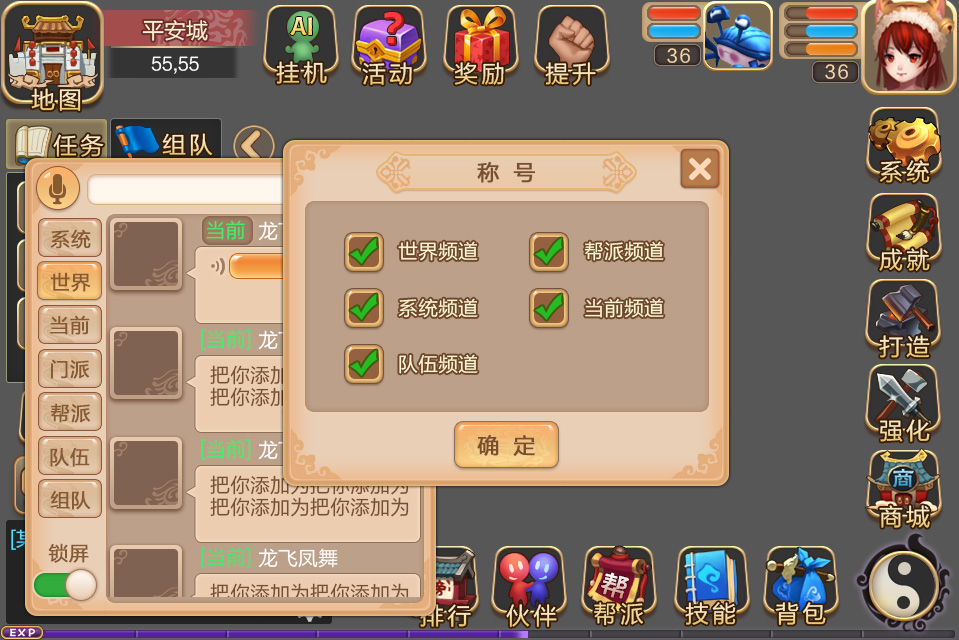 地图
平安城
55,55
AI
挂机
活动
奖励
提升
36
36
任务
组队
系统
世界
当前
门派
帮派
队伍
组队
锁屏
当前 龙飞
[当前] 龙飞
把你添加
把你添加
[当前] 龙飞
把你添加为把你添加为
把你添加为把你添加为
[当前] 龙飞凤舞
把你添加为把你添加为
称 号
世界频道
帮派频道
系统频道
当前频道
队伍频道
确 定
系统
成就
打造
强化
商
商城
排行
伙伴
帮
帮派
技能
背包
EXP